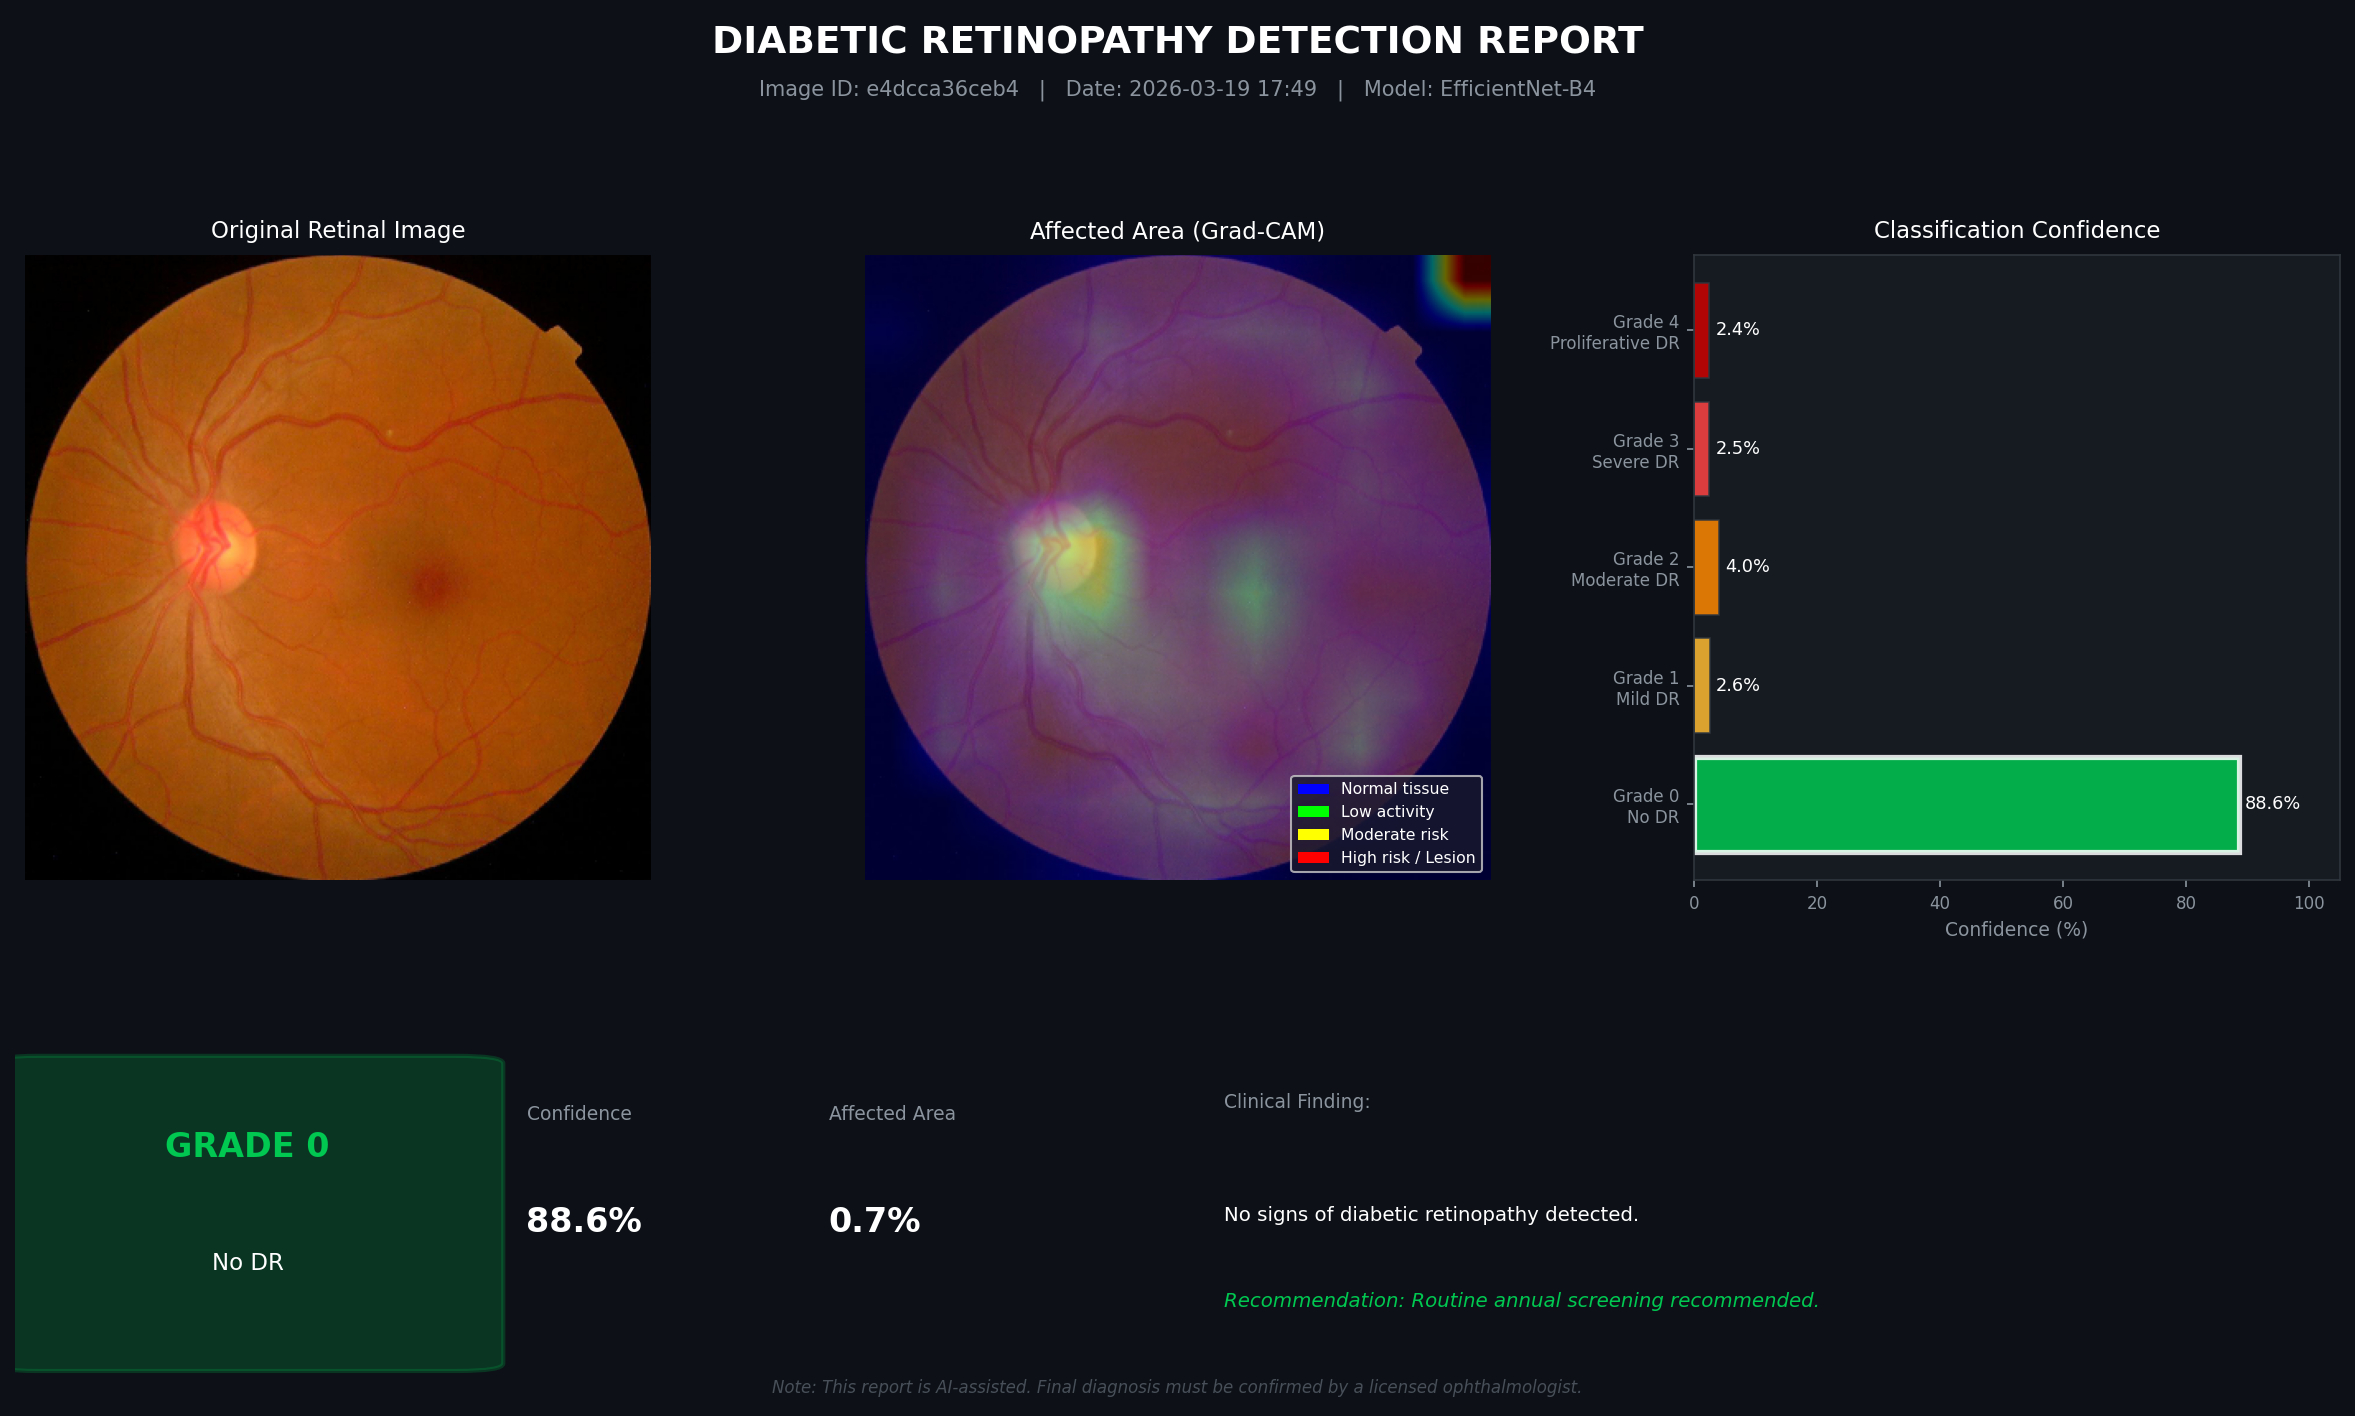 DIABETIC RETINOPATHY DETECTION REPORT
Image ID: e4dcca36ceb4 | Date: 2026-03-19 17:49 | Model: EfficientNet-B4
Original Retinal Image
Affected Area (Grad-CAM)
Normal tissue
Low activity
Moderate risk
High risk / Lesion
Classification Confidence
Grade 4
Proliferative DR
2.4%
Grade 3
Severe DR
2.5%
Grade 2
Moderate DR
4.0%
Grade 1
Mild DR
2.6%
Grade 0
No DR
88.6%
0 20 40 60 80 100
Confidence (%)
GRADE 0
No DR
Confidence
88.6%
Affected Area
0.7%
Clinical Finding:
No signs of diabetic retinopathy detected.
Recommendation: Routine annual screening recommended.
Note: This report is AI-assisted. Final diagnosis must be confirmed by a licensed ophthalmologist.